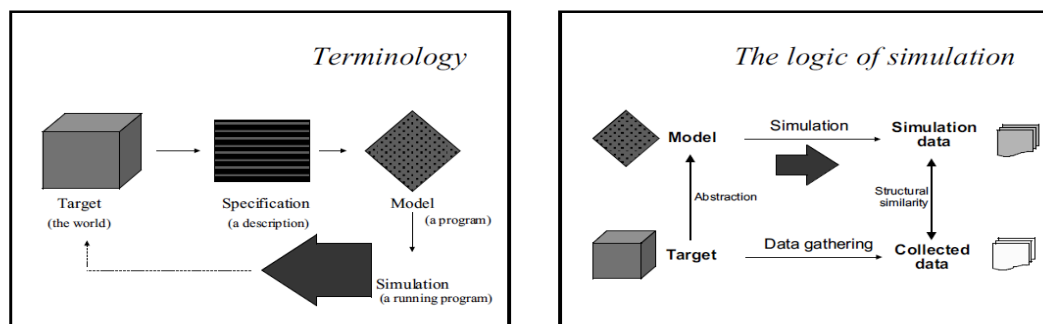 Terminology
Target
(the world)
Specification
(a description)
Model
(a program)
Simulation
(a running program)
The logic of simulation
Model
Simulation
Simulation
data
Abstraction
Structural
similarity
Target
Data gathering
Collected
data